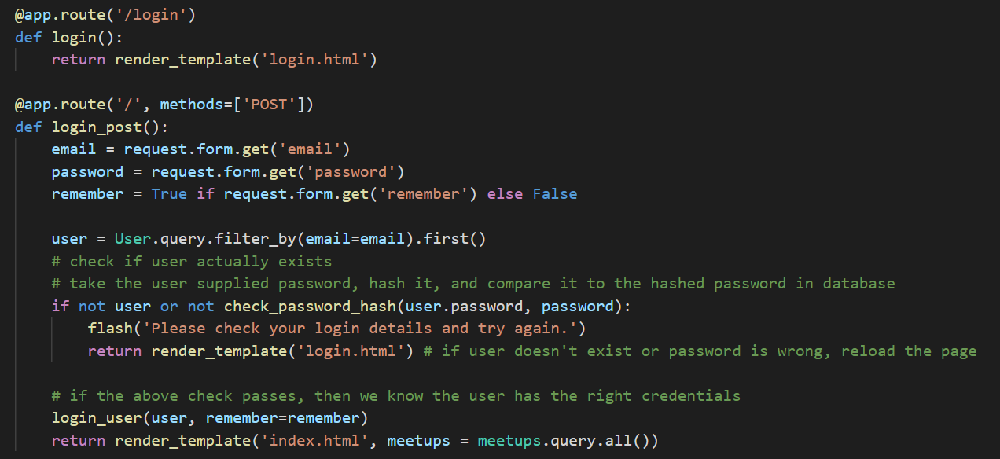 @app.route('/login')
def login():
    return render_template('login.html')

@app.route('/', methods=['POST'])
def login_post():
    email = request.form.get('email')
    password = request.form.get('password')
    remember = True if request.form.get('remember') else False

    user = User.query.filter_by(email=email).first()
    # check if user actually exists
    # take the user supplied password, hash it, and compare it to the hashed password in database
    if not user or not check_password_hash(user.password, password):
        flash('Please check your login details and try again.')
        return render_template('login.html') # if user doesn't exist or password is wrong, reload the page

    # if the above check passes, then we know the user has the right credentials
    login_user(user, remember=remember)
    return render_template('index.html', meetups = meetups.query.all())